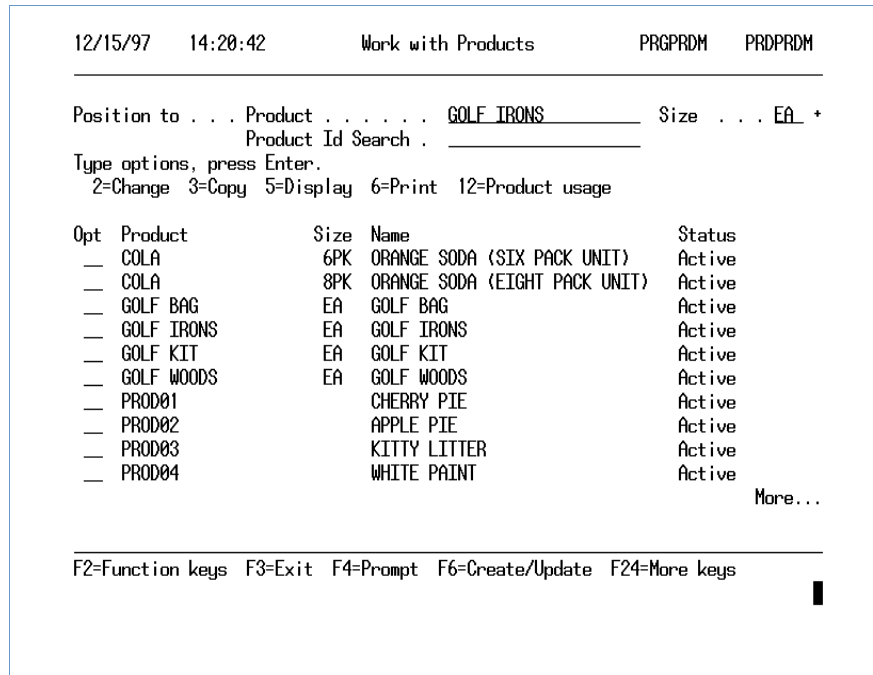 12/15/97 14:20:42 Work with Products PRGPRDM PRDPRDM
Position to . . . Product . . . . . . GOLF IRONS Size . . . EA +
Product Id Search .
Type options, press Enter.
2=Change 3=Copy 5=Display 6=Print 12=Product usage
Opt Product Size Name Status
COLA 6PK ORANGE SODA (SIX PACK UNIT) Active
COLA 8PK ORANGE SODA (EIGHT PACK UNIT) Active
GOLF BAG EA GOLF BAG Active
GOLF IRONS EA GOLF IRONS Active
GOLF KIT EA GOLF KIT Active
GOLF WOODS EA GOLF WOODS Active
PROD01 CHERRY PIE Active
PROD02 APPLE PIE Active
PROD03 KITTY LITTER Active
PROD04 WHITE PAINT Active
More...
F2=Function keys F3=Exit F4=Prompt F6=Create/Update F24=More keys